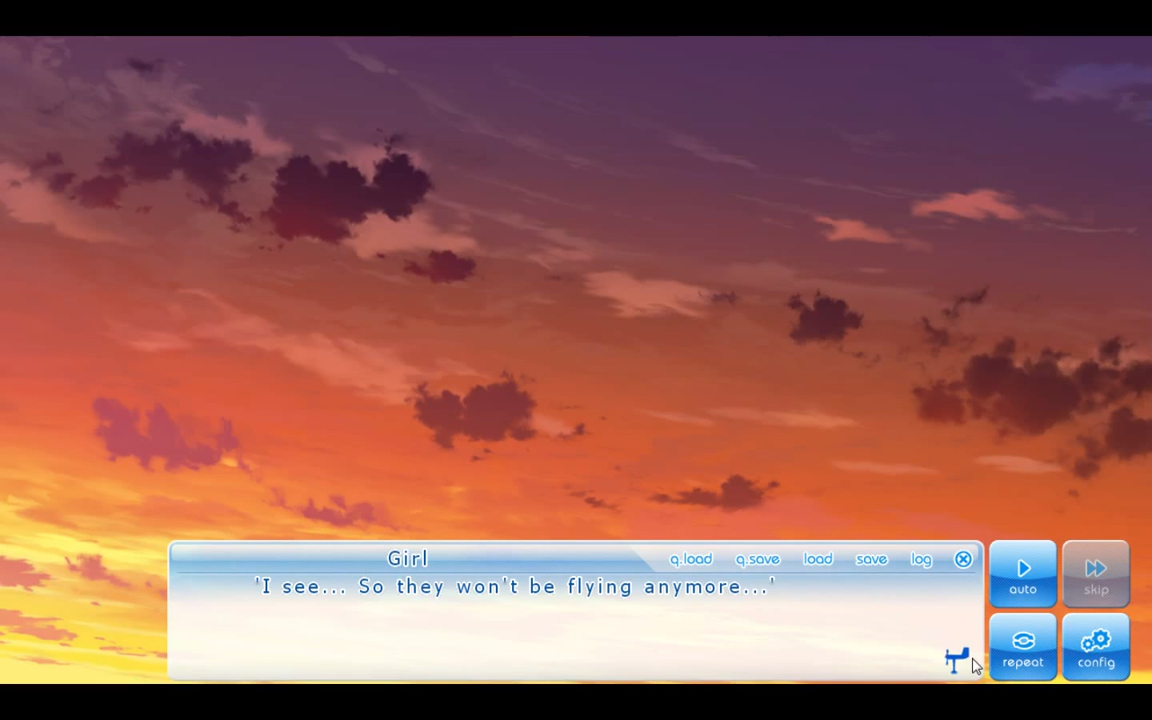 Girl
q.load q.save load save log
'I see... So they won't be flying anymore...'
auto
skip
repeat
config